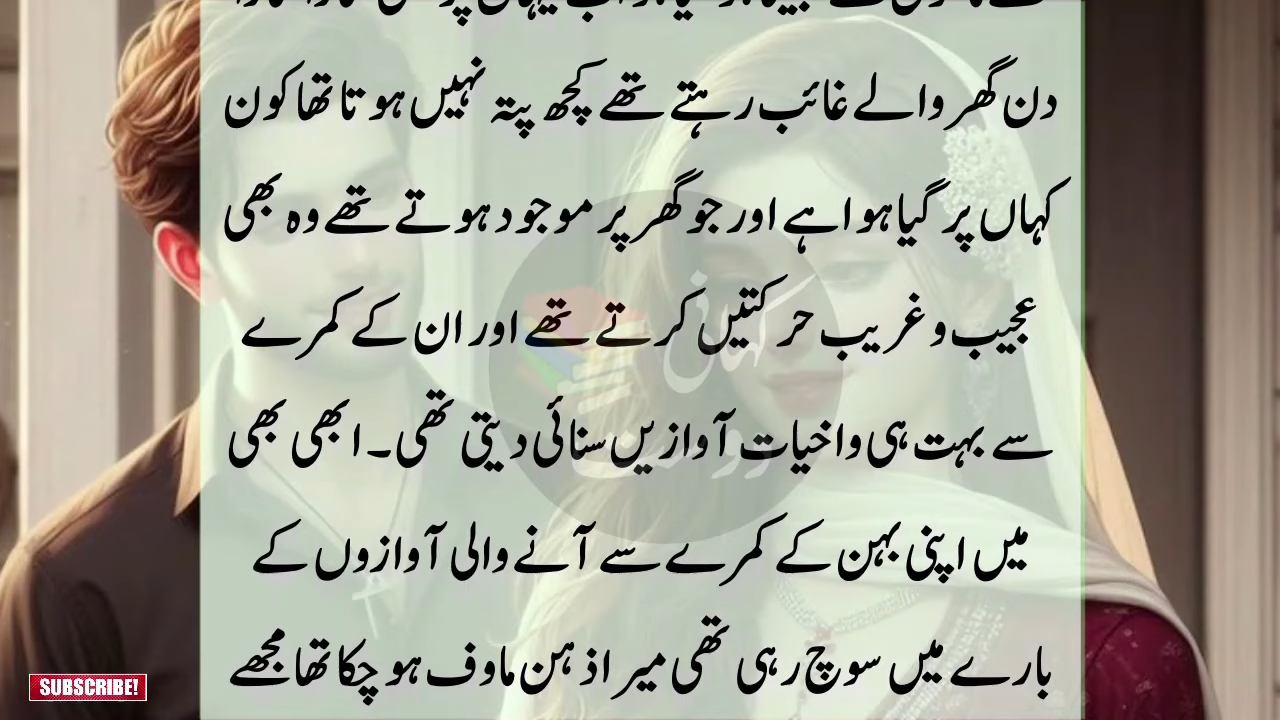 دن گھر والے غائب رہتے تھے کچھ پتہ نہیں ہوتا تھا کون
کہاں پر گیا ہوا ہے اور جو گھر پر موجود ہوتے تھے وہ بھی
عجیب و غریب حرکتیں کرتے تھے اور ان کے کمرے
سے بہت ہی واخیات آوازیں سنائی دیتی تھی۔ ابھی بھی
میں اپنی بہن کے کمرے سے آنے والی آوازوں کے
بارے میں سوچ رہی تھی میرا ذہن ماوف ہو چکا تھا مجھے
کہانی
SUBSCRIBE!